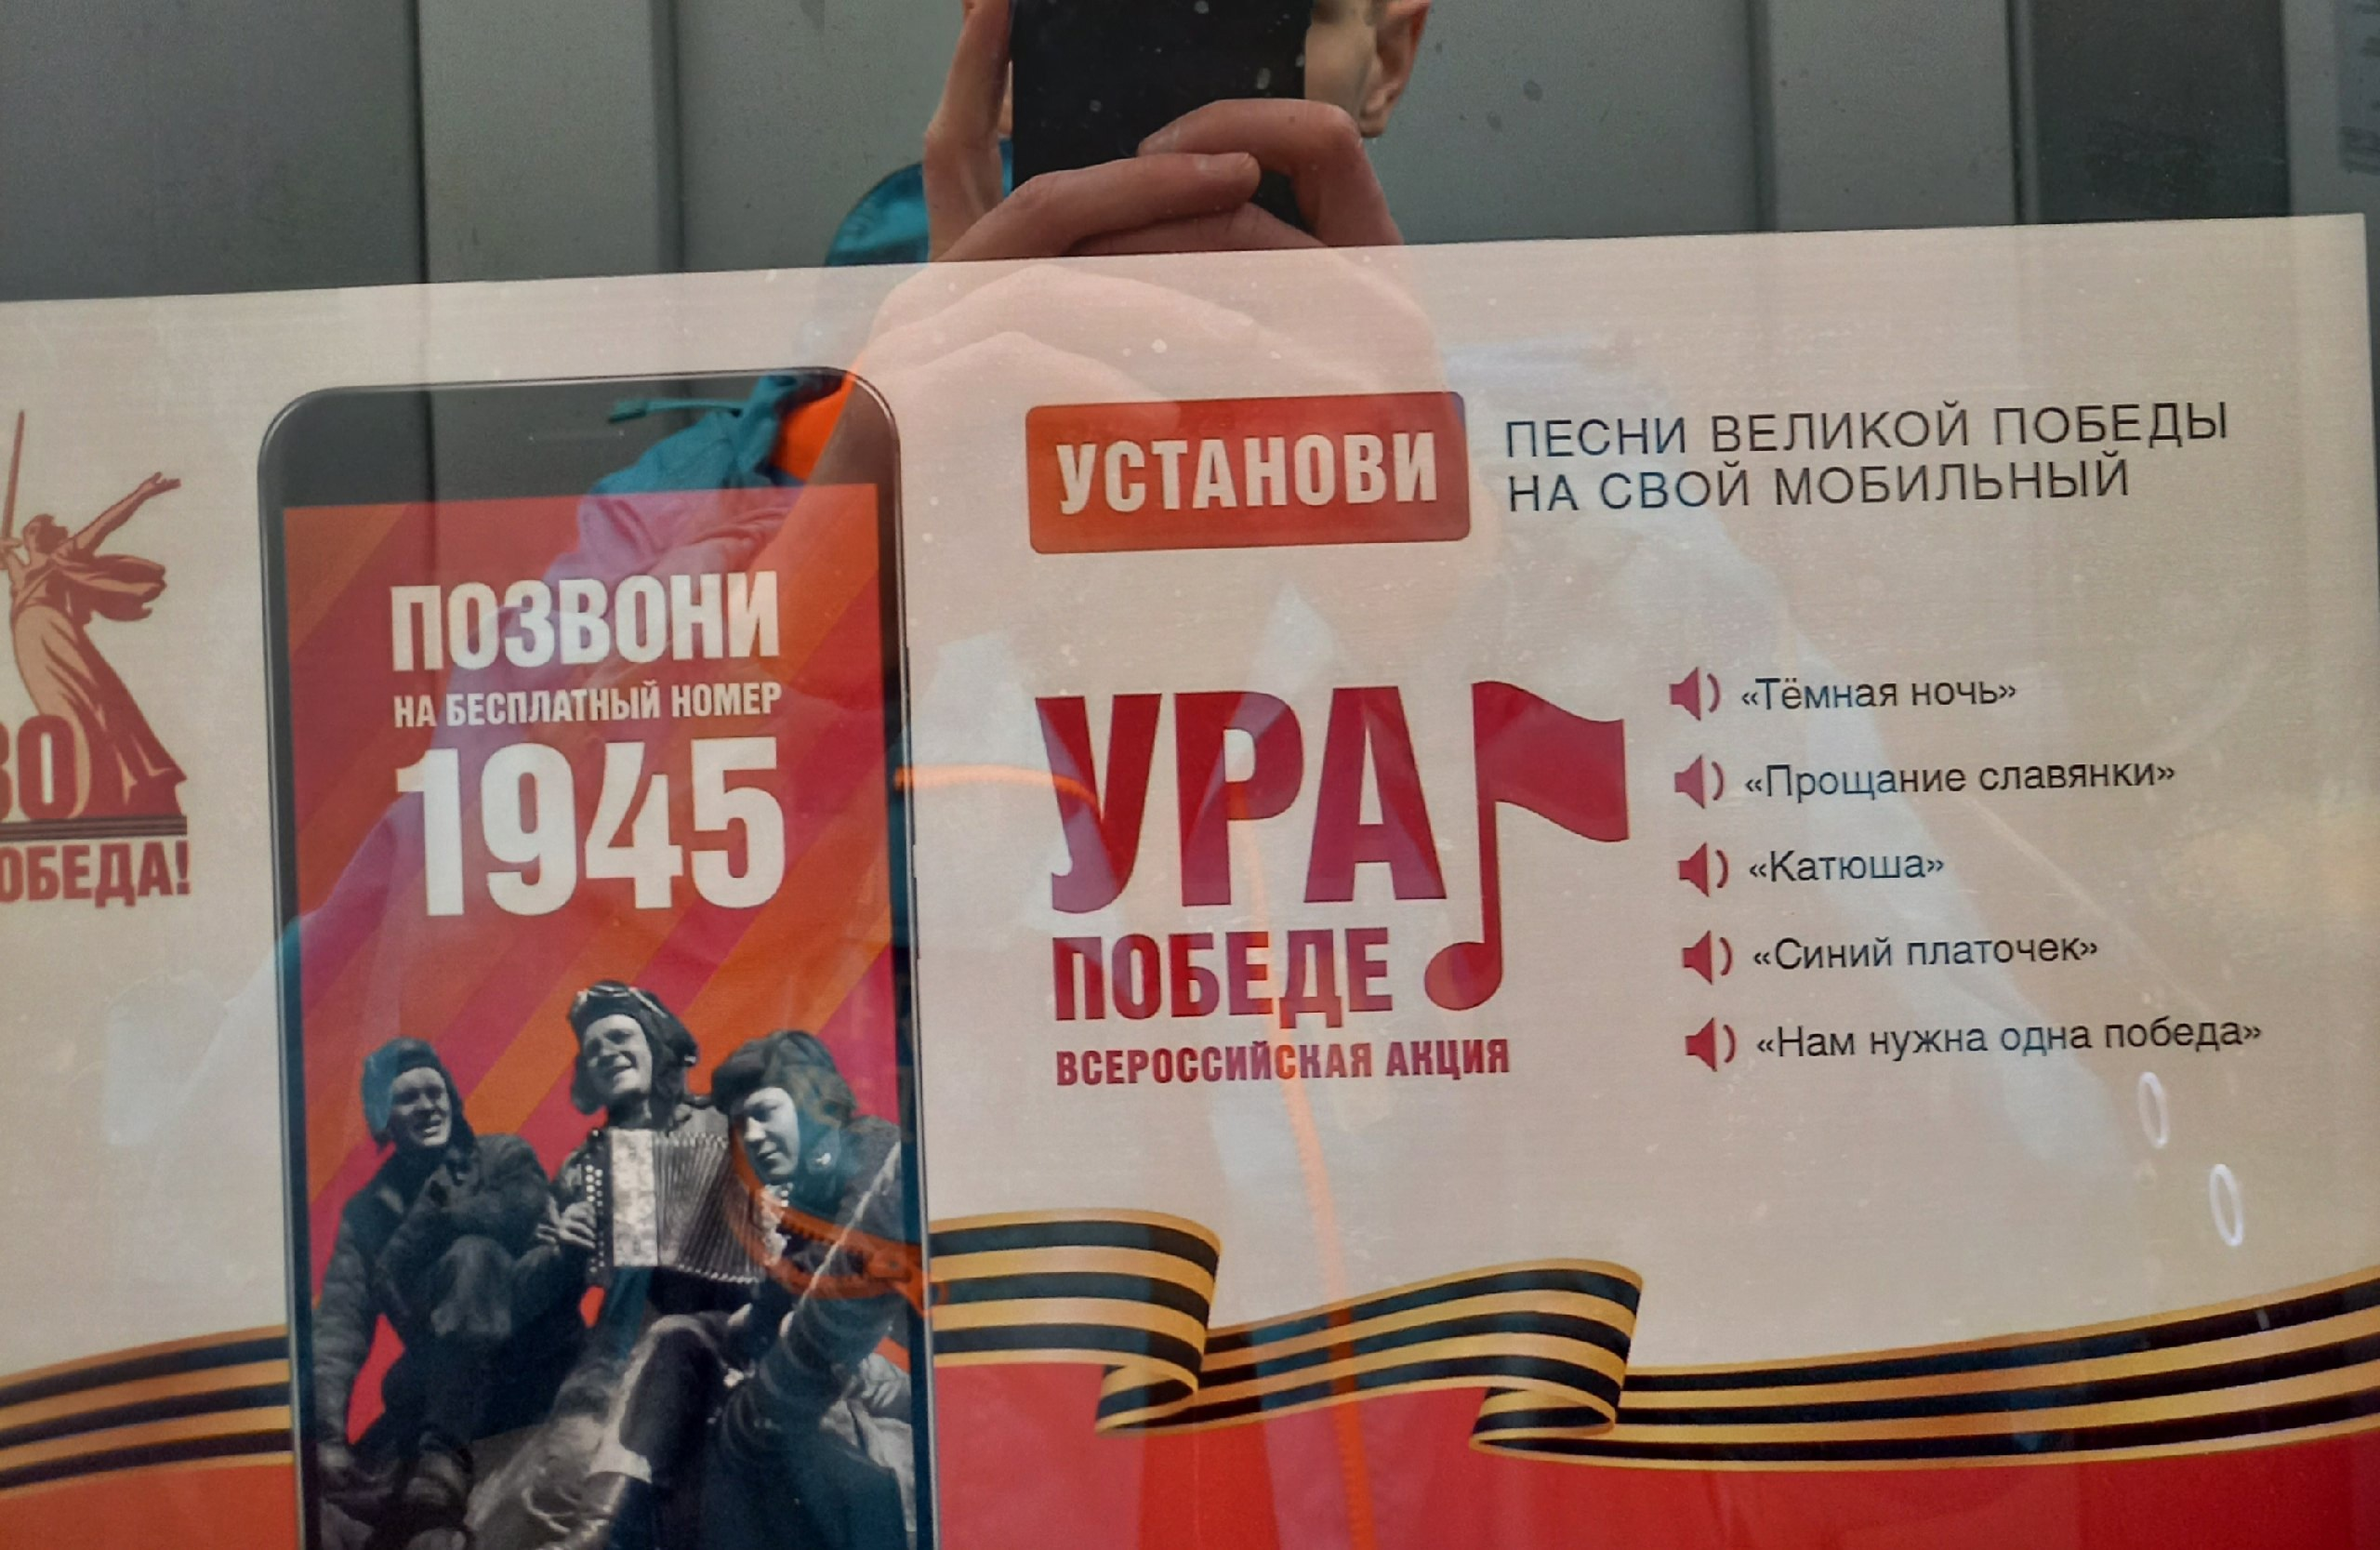 80
ОБЕДА!
ПОЗВОНИ
НА БЕСПЛАТНЫЙ НОМЕР
1945
УСТАНОВИ
ПЕСНИ ВЕЛИКОЙ ПОБЕДЫ
НА СВОЙ МОБИЛЬНЫЙ
УРА
ПОБЕДЕ
ВСЕРОССИЙСКАЯ АКЦИЯ
«Тёмная ночь»
«Прощание славянки»
«Катюша»
«Синий платочек»
«Нам нужна одна победа»